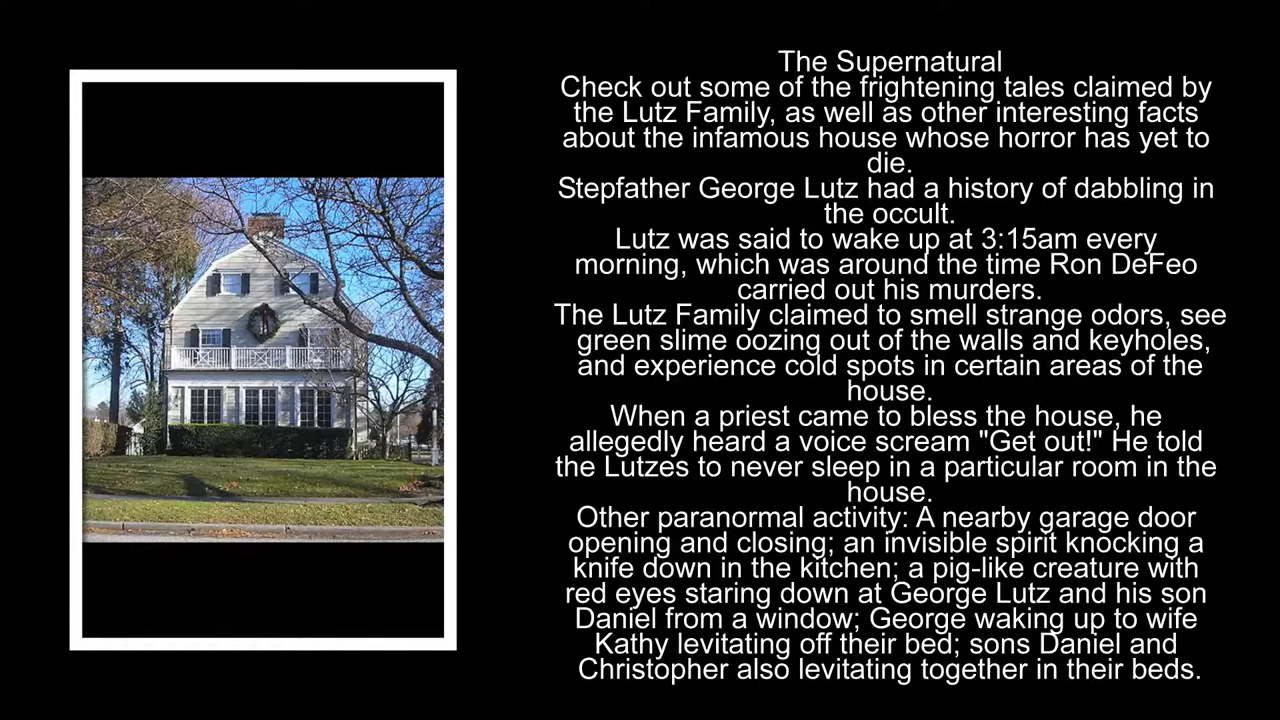 The Supernatural
Check out some of the frightening tales claimed by
the Lutz Family, as well as other interesting facts
about the infamous house whose horror has yet to
die.
Stepfather George Lutz had a history of dabbling in
the occult.
Lutz was said to wake up at 3:15am every
morning, which was around the time Ron DeFeo
carried out his murders.
The Lutz Family claimed to smell strange odors, see
green slime oozing out of the walls and keyholes,
and experience cold spots in certain areas of the
house.
When a priest came to bless the house, he
allegedly heard a voice scream "Get out!" He told
the Lutzes to never sleep in a particular room in the
house.
Other paranormal activity: A nearby garage door
opening and closing; an invisible spirit knocking a
knife down in the kitchen; a pig-like creature with
red eyes staring down at George Lutz and his son
Daniel from a window; George waking up to wife
Kathy levitating off their bed; sons Daniel and
Christopher also levitating together in their beds.